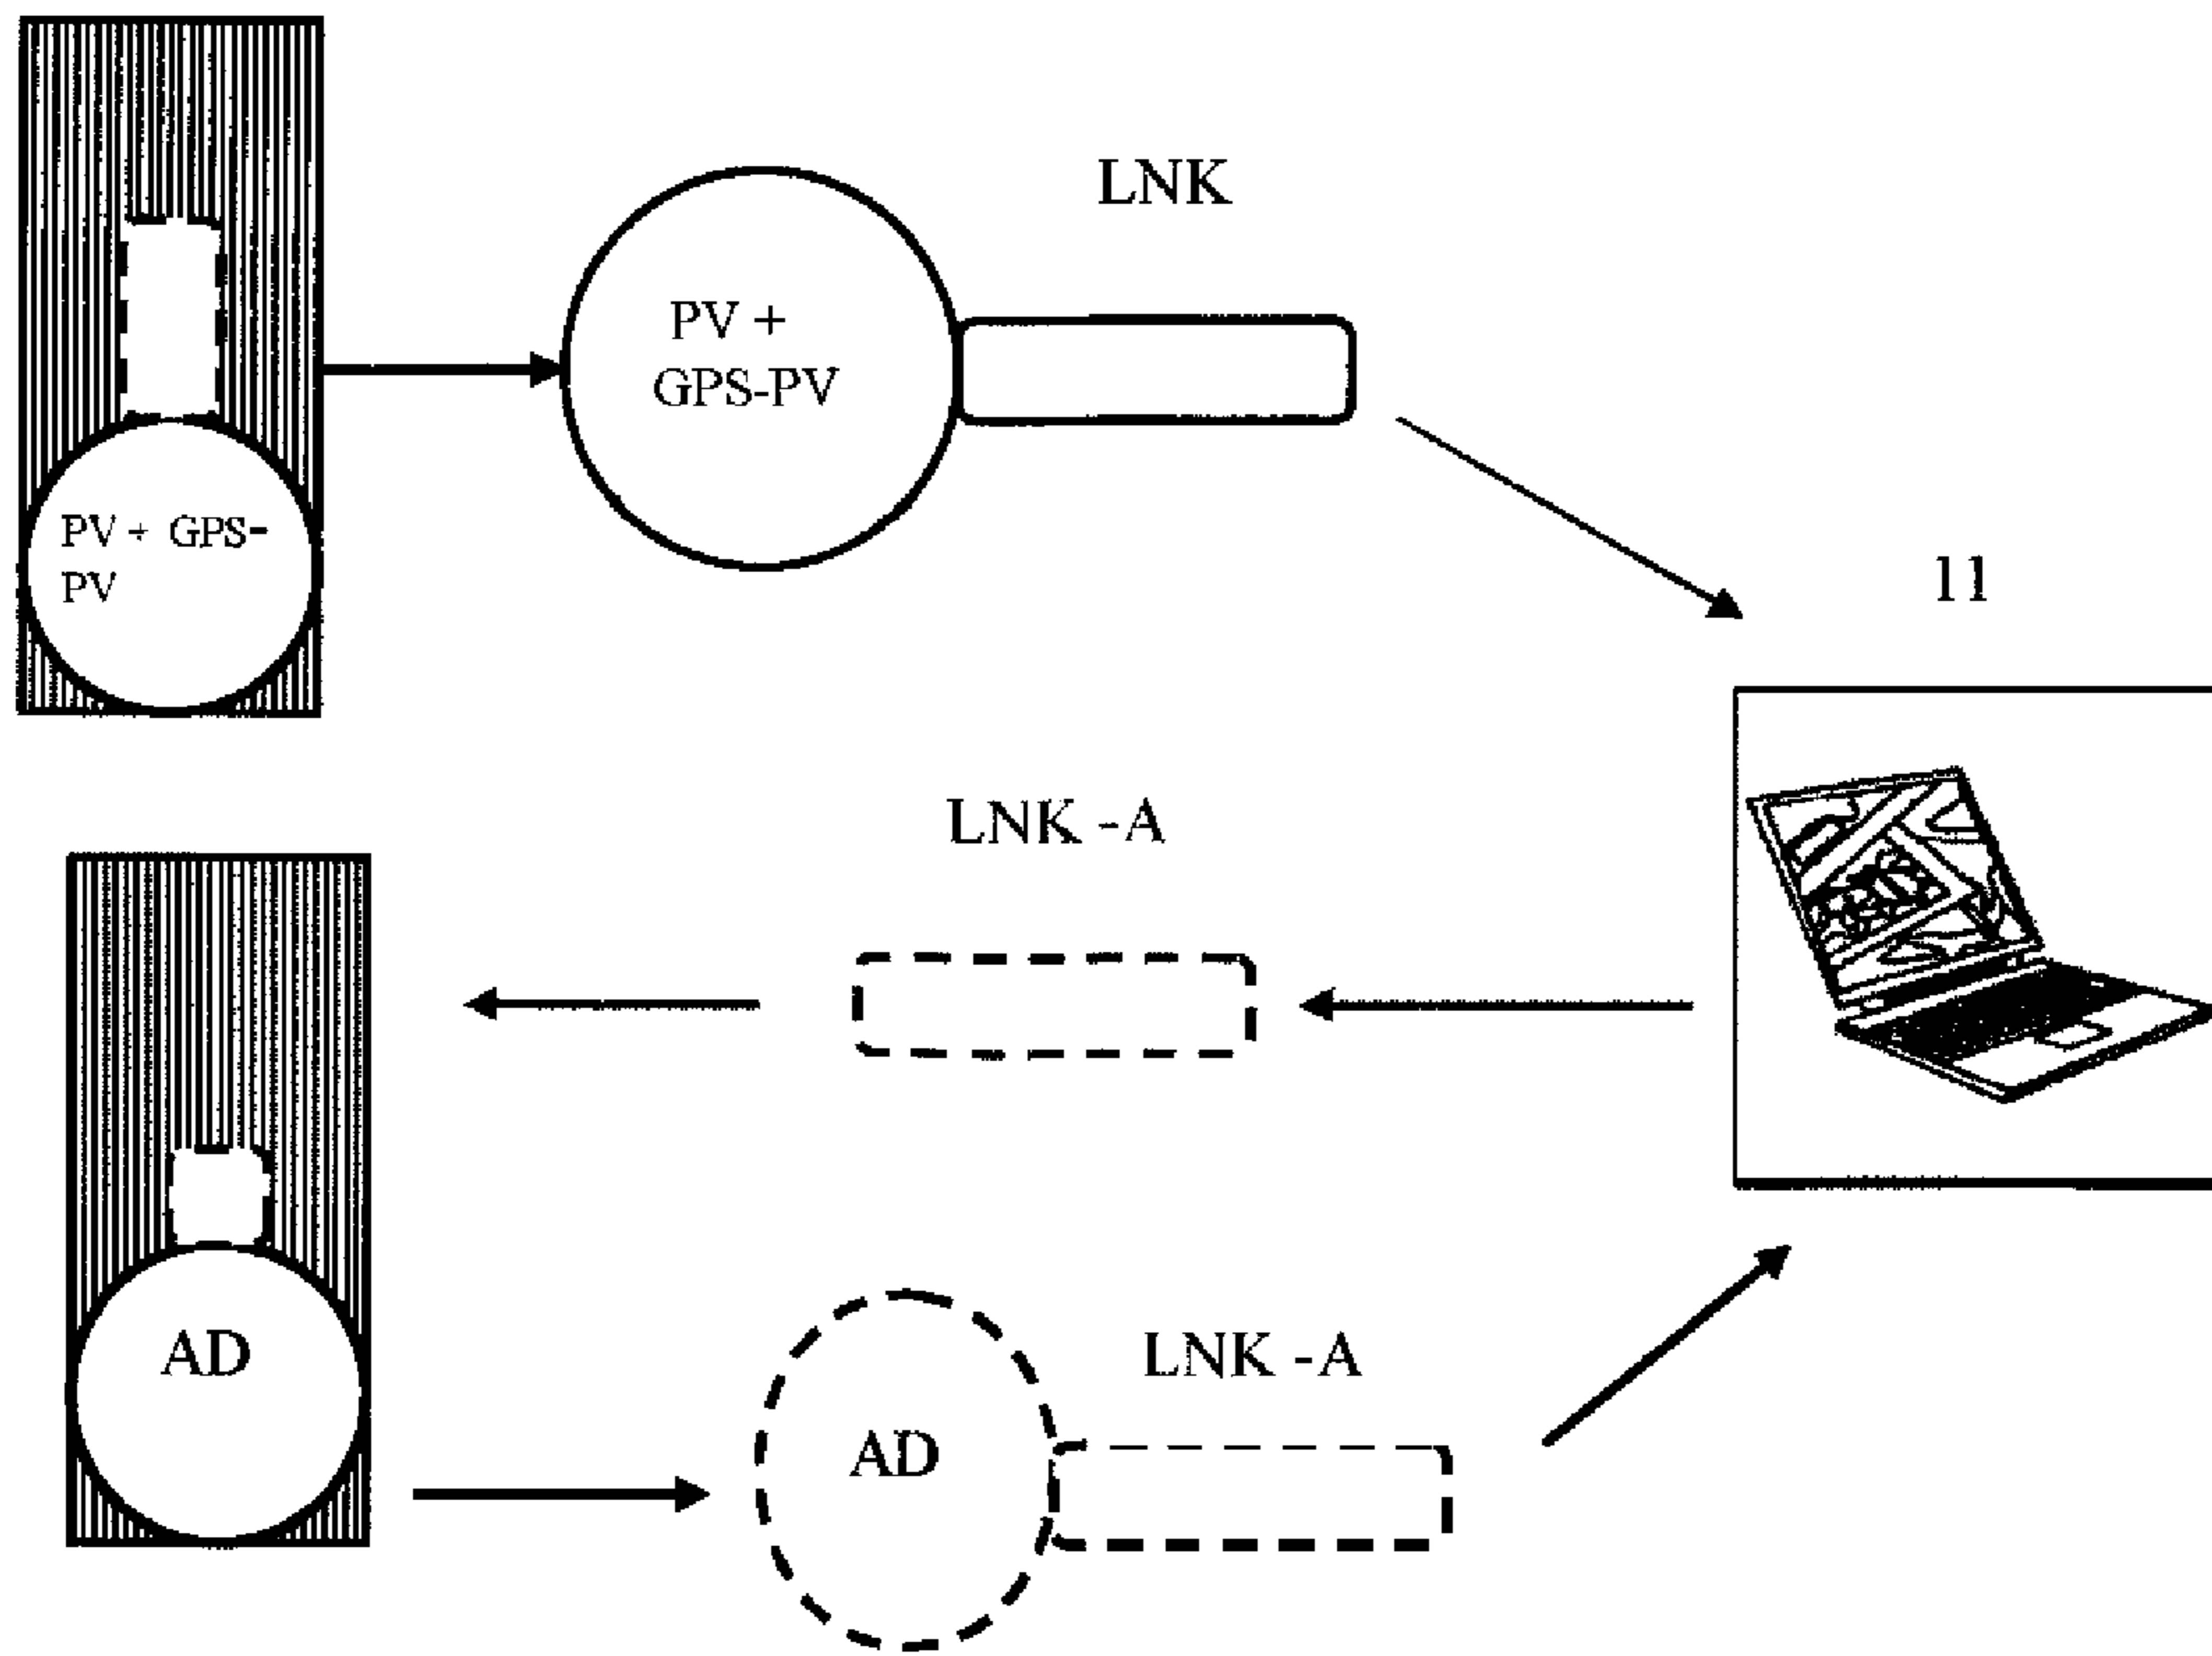 LNK
PV +
GPS-PV
PV + GPS-
PV
11
LNK -A
AD
LNK -A
AD